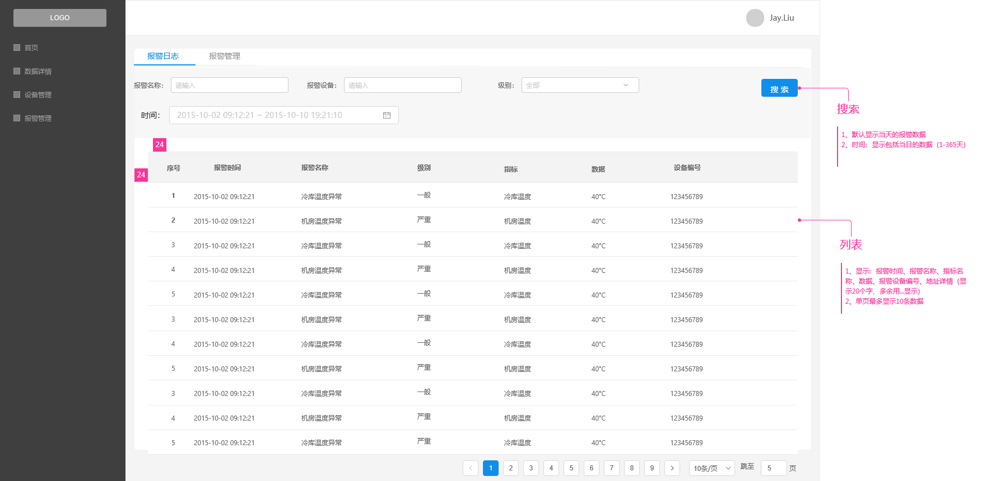 LOGO
Jay.Liu
首页
数据详情
设备管理
报警管理
报警日志 报警管理
报警名称： 请输入 报警设备： 请输入 级别： 全部 搜 索
时间： 2015-10-02 09:12:21 ~ 2015-10-10 19:21:10
搜索
1、默认显示当天的报警数据
2、时间：显示包括当日的数据（1-365天）
24
24
序号 报警时间 报警名称 级别 指标 数据 设备编号
1 2015-10-02 09:12:21 冷库温度异常 一般 冷库温度 40°C 123456789
2 2015-10-02 09:12:21 机房温度异常 严重 机房温度 40°C 123456789
3 2015-10-02 09:12:21 冷库温度异常 一般 冷库温度 40°C 123456789
4 2015-10-02 09:12:21 机房温度异常 严重 机房温度 40°C 123456789
5 2015-10-02 09:12:21 冷库温度异常 一般 冷库温度 40°C 123456789
3 2015-10-02 09:12:21 机房温度异常 严重 机房温度 40°C 123456789
4 2015-10-02 09:12:21 冷库温度异常 一般 冷库温度 40°C 123456789
5 2015-10-02 09:12:21 机房温度异常 严重 机房温度 40°C 123456789
3 2015-10-02 09:12:21 冷库温度异常 一般 冷库温度 40°C 123456789
4 2015-10-02 09:12:21 机房温度异常 严重 机房温度 40°C 123456789
5 2015-10-02 09:12:21 冷库温度异常 严重 冷库温度 40°C 123456789
列表
1、显示：报警时间、报警名称、指标名
称、数据、报警设备编号、地址详情（显
示20个字，多余用...显示)
2、单页最多显示10条数据
1 2 3 4 5 6 7 8 9 10条/页 跳至 5 页